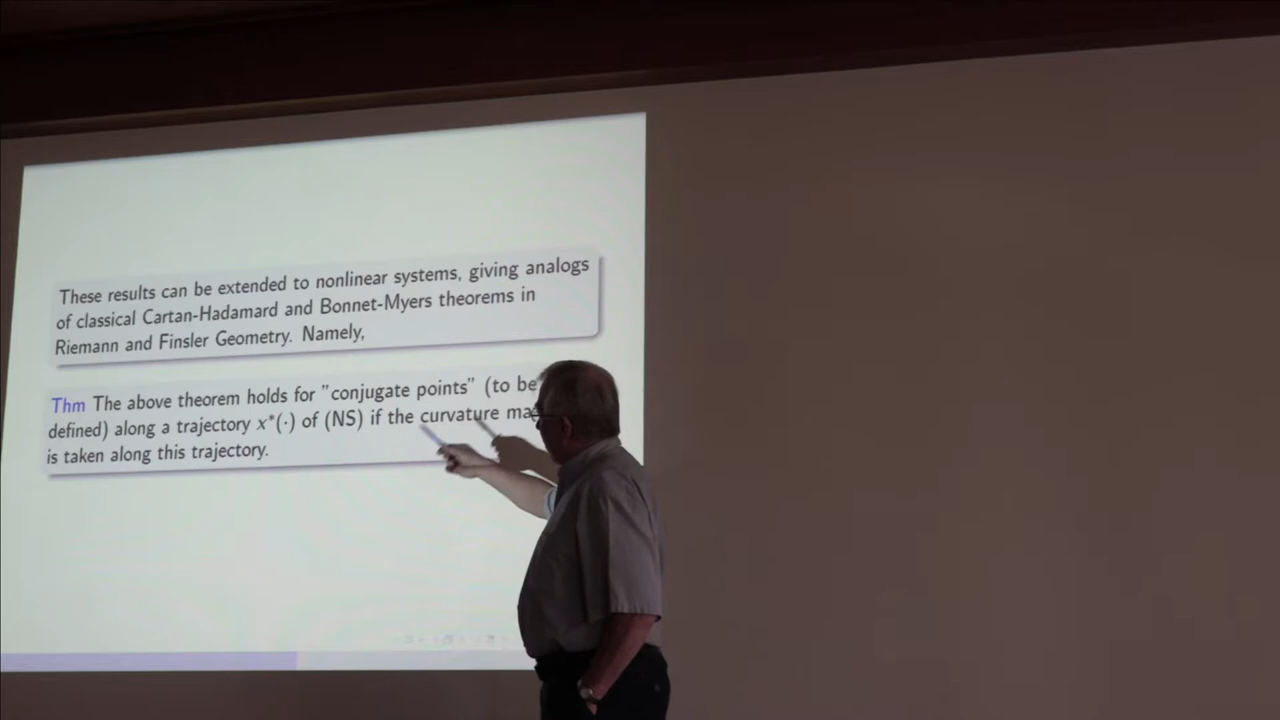 These results can be extended to nonlinear systems, giving analogs
of classical Cartan-Hadamard and Bonnet-Myers theorems in
Riemann and Finsler Geometry. Namely,
Thm The above theorem holds for "conjugate points" (to be
defined) along a trajectory x*(·) of (NS) if the curvature
is taken along this trajectory.